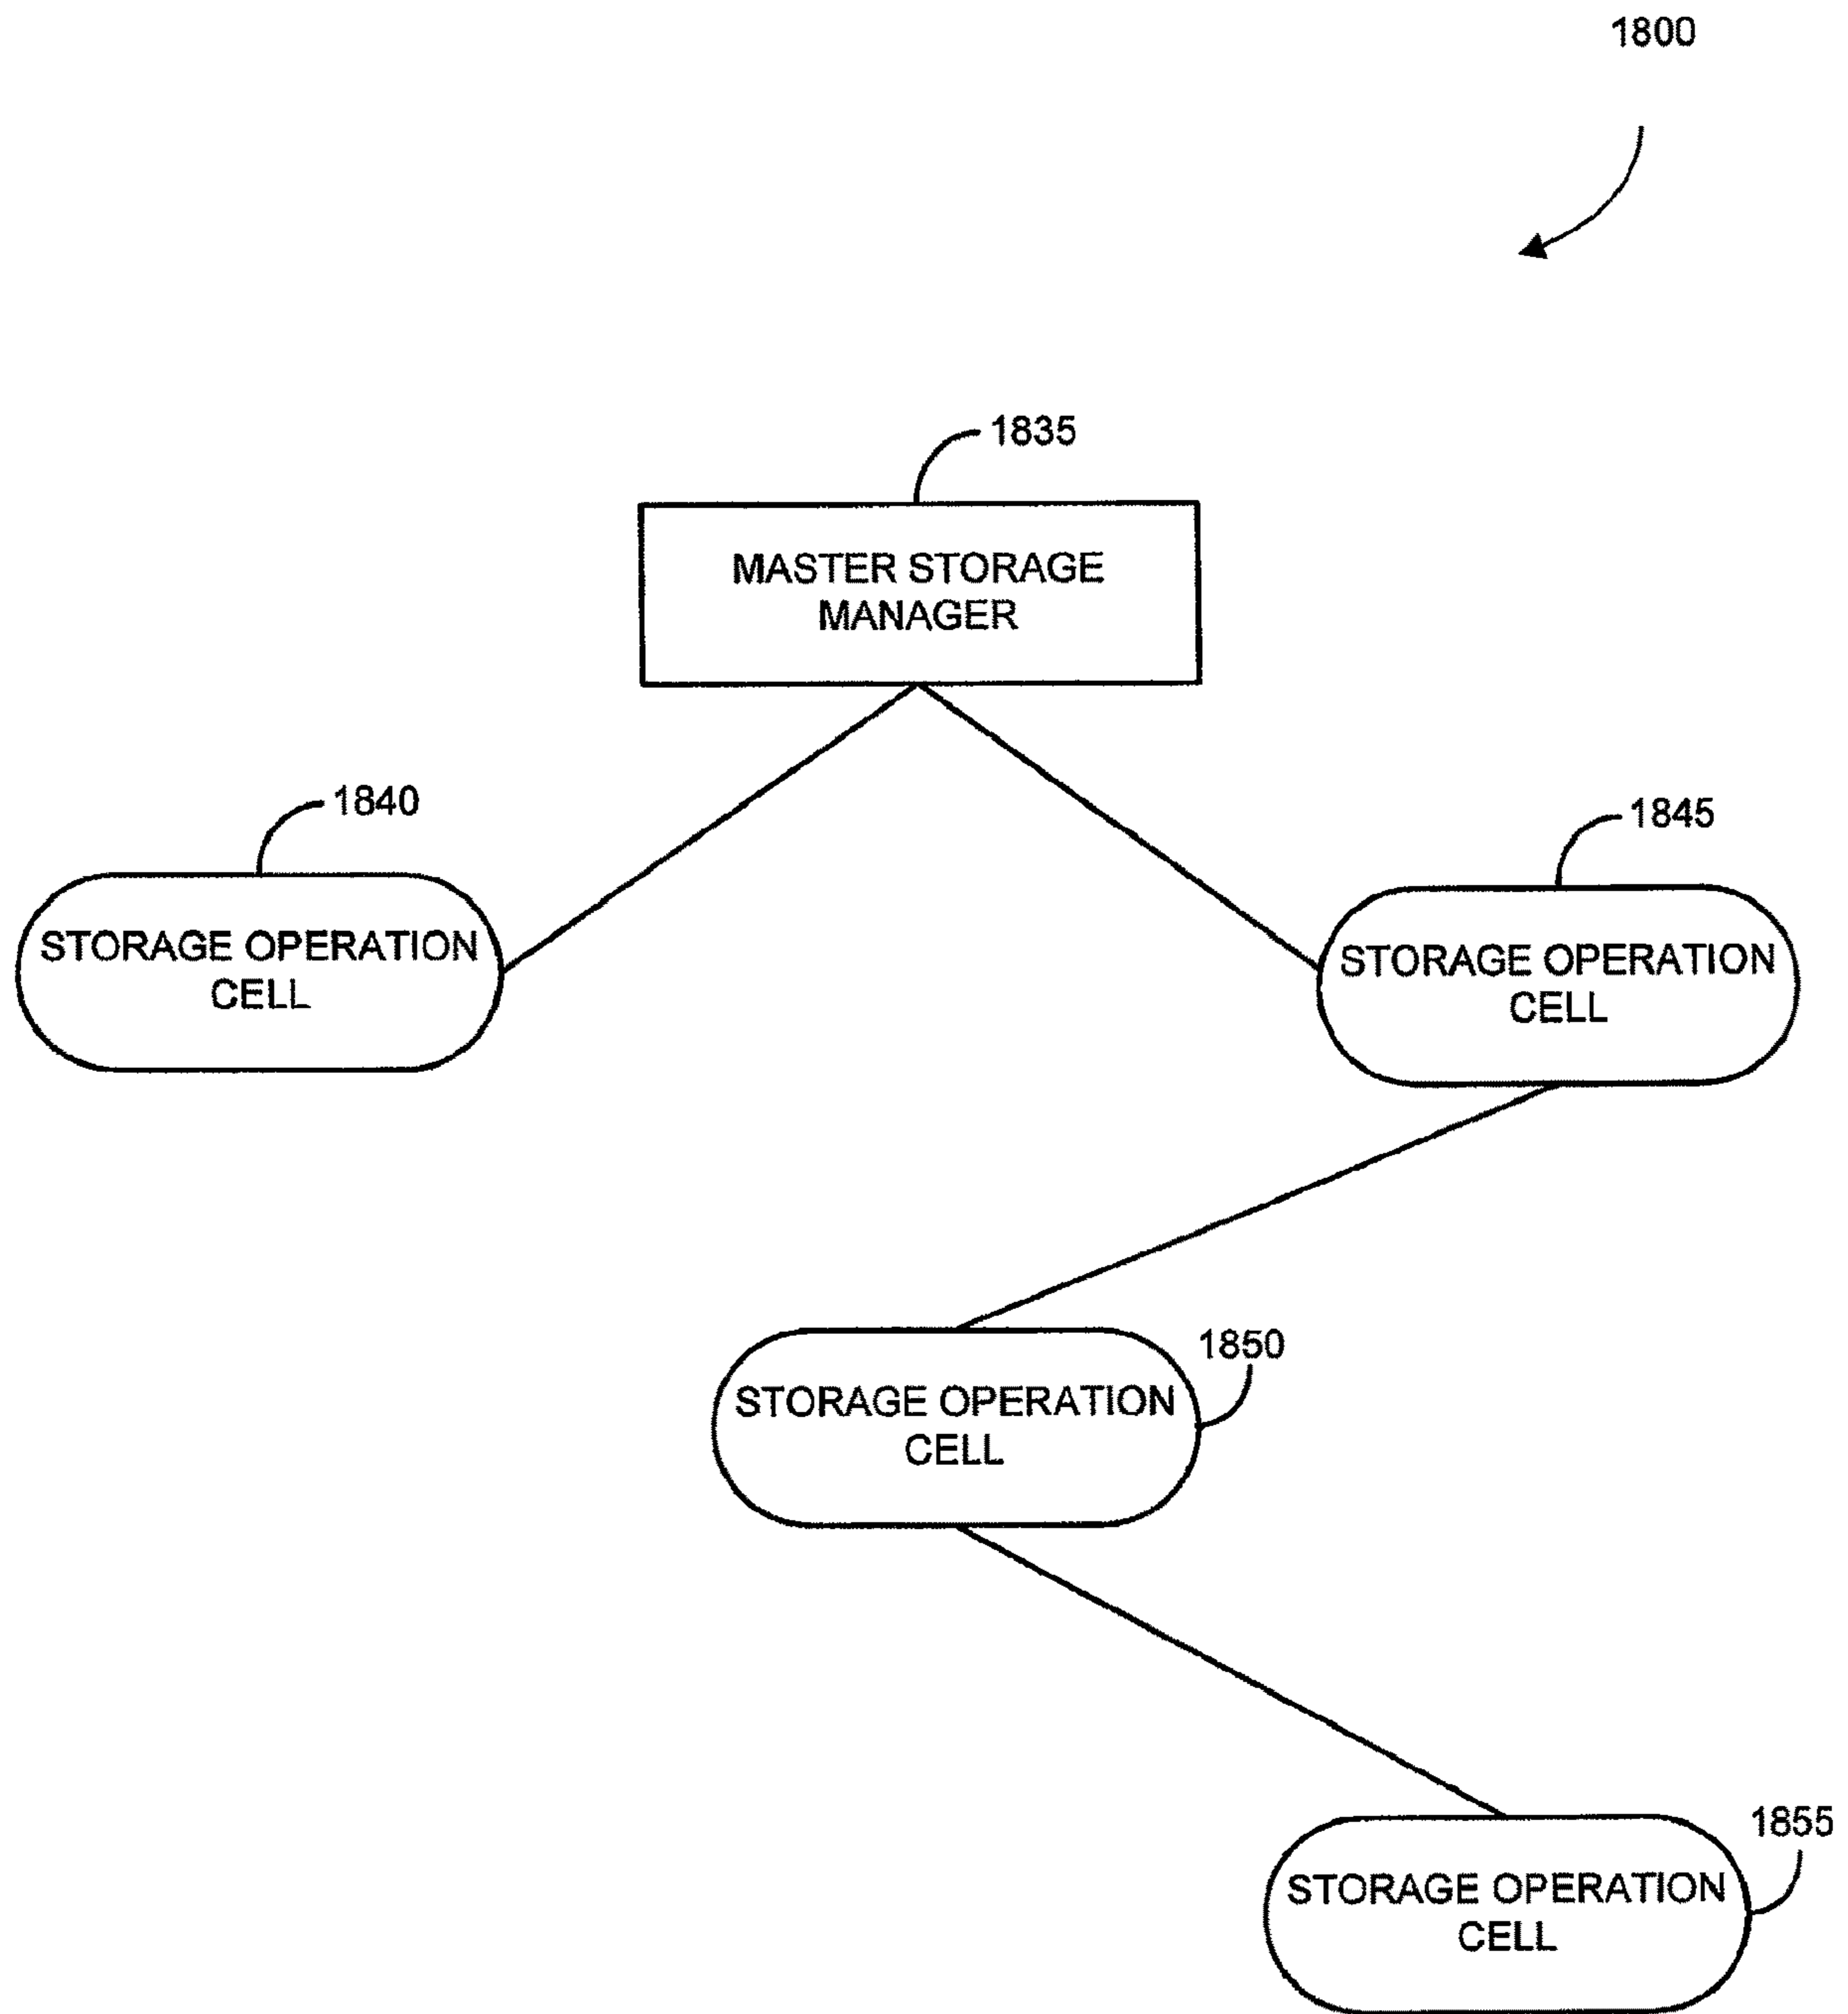 1800
1835
MASTER STORAGE
MANAGER
1840
STORAGE OPERATION
CELL
1845
STORAGE OPERATION
CELL
1850
STORAGE OPERATION
CELL
1855
STORAGE OPERATION
CELL